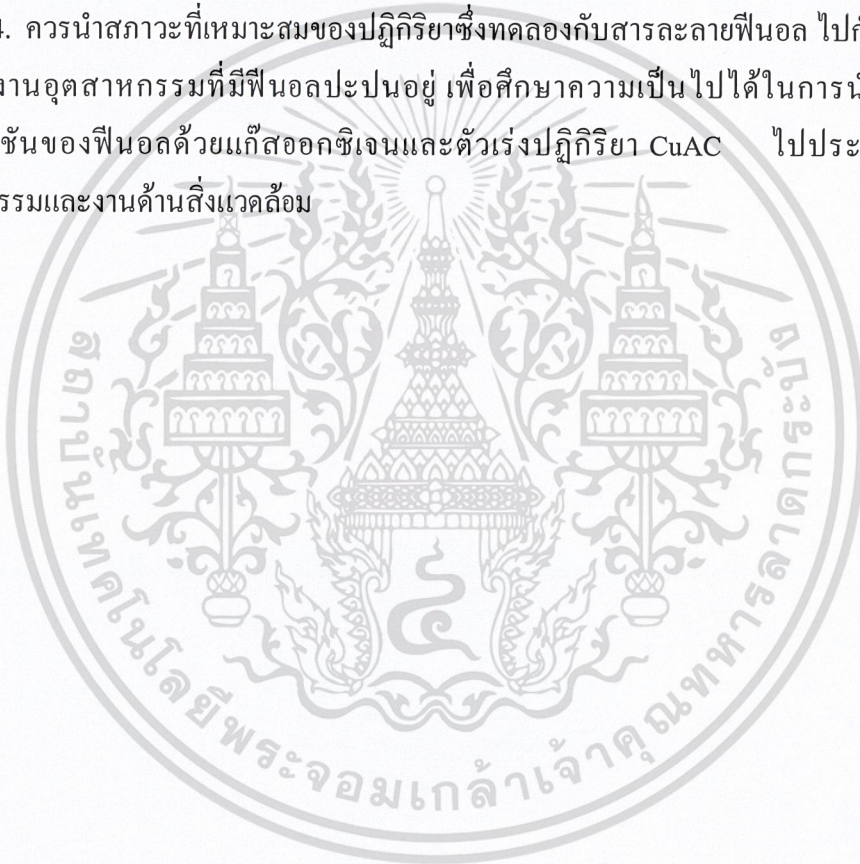 4. ควรนำสภาวะที่เหมาะสมของปฏิกิริยาซึ่งทดลองกับสารละลายฟีนอล ไป
งานอุตสาหกรรมที่มีฟีนอลปะปนอยู่ เพื่อศึกษาความเป็นไปได้ในการ
ชันของฟีนอลด้วยแก๊สออกซิเจนและตัวเร่งปฏิกิริยา CuAC ไปประ
รรมและงานด้านสิ่งแวดล้อม
สถาบันเทคโนโลยีพระจอมเกล้าเจ้าคุณทหารลาดกระบัง